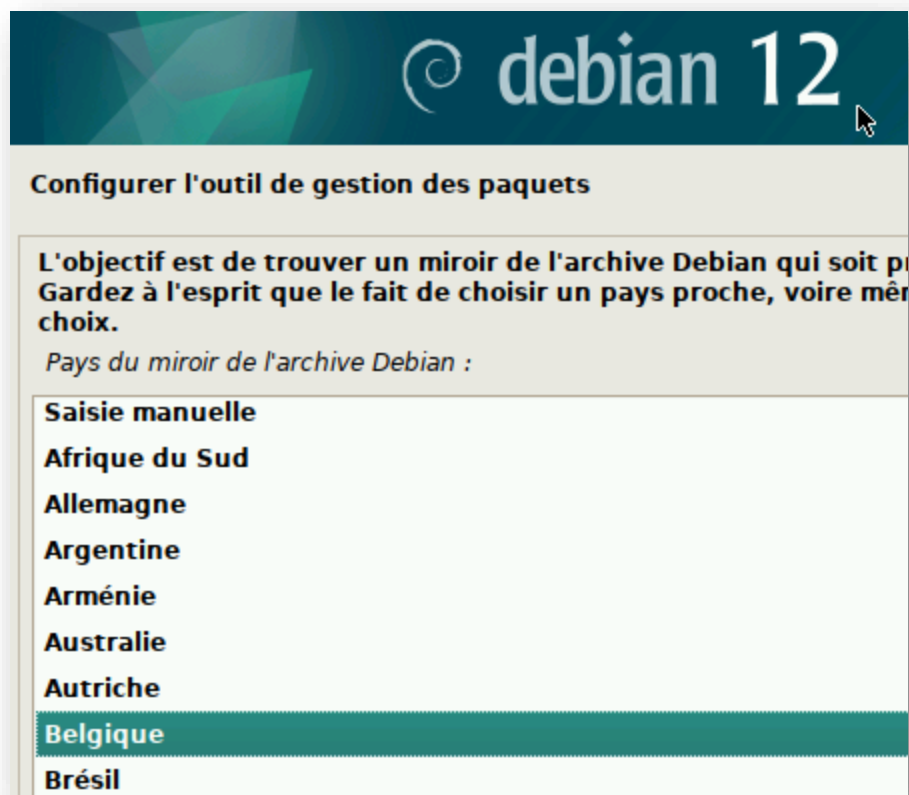 debian 12
Configurer l'outil de gestion des paquets
L'objectif est de trouver un miroir de l'archive Debian qui soit
Gardez à l'esprit que le fait de choisir un pays proche, voire
choix.
Pays du miroir de l'archive Debian :
Saisie manuelle
Afrique du Sud
Allemagne
Argentine
Arménie
Australie
Autriche
Belgique
Brésil